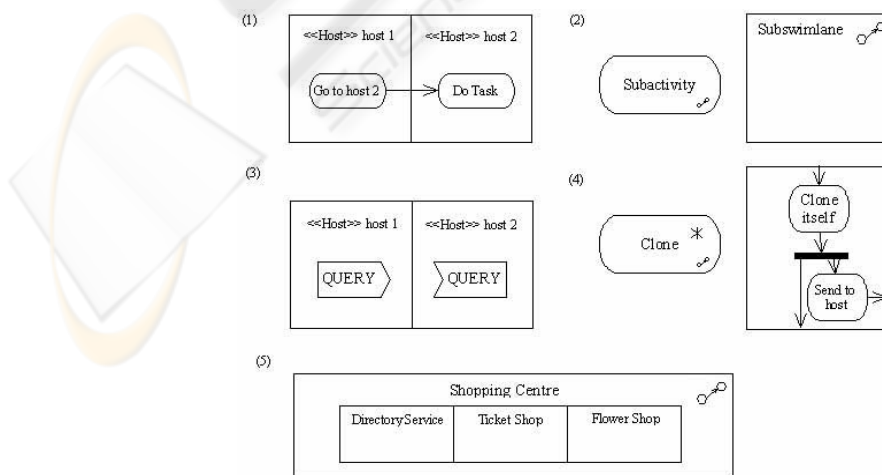 (1)
<<Host>> host 1
<<Host>> host 2
Go to host 2
Do Task
(2)
Subactivity
Subswimlane
(3)
<<Host>> host 1
<<Host>> host 2
QUERY
QUERY
(4)
Clone
Clone
itself
Send to
host
(5)
Shopping Centre
DirectoryService
Ticket Shop
Flower Shop